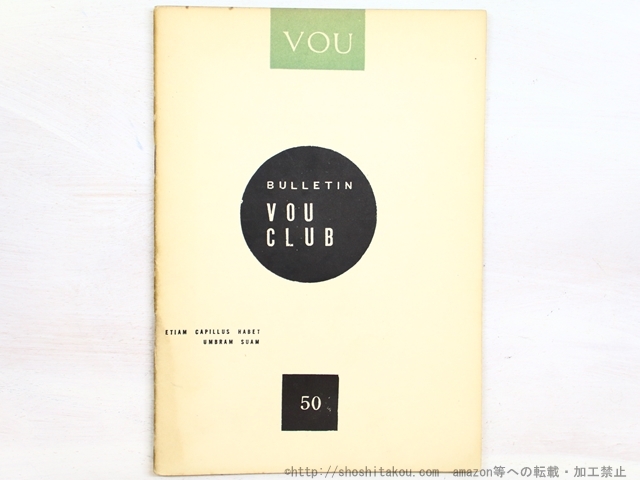 VOU
BULLETIN
VOU
CLUB
ETIAM CAPILLUS HABET
UMBRAM SUAM
50
©http://shoshitakou.com amazon等への転載・加工禁止